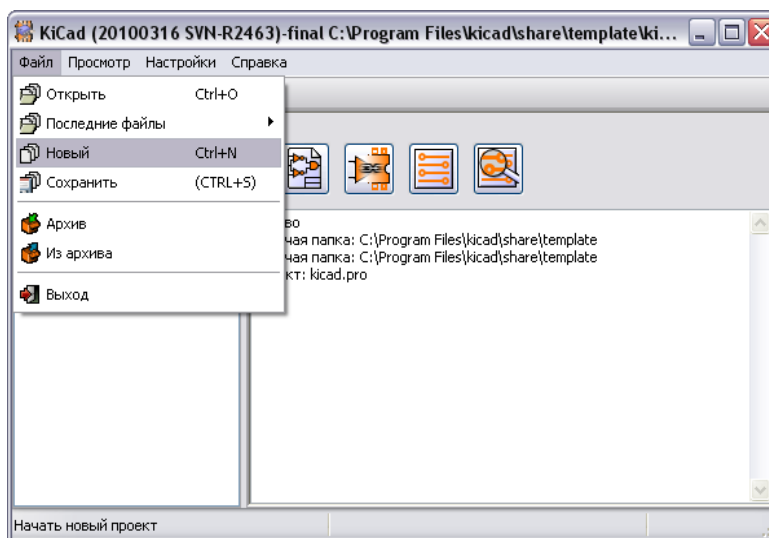 KiCad (20100316 SVN-R2463)-final C:\Program Files\kicad\share\template\ki...
Файл Просмотр Настройки Справка
Открыть Ctrl+O
Последние файлы
Новый Ctrl+N
Сохранить (CTRL+S)
Архив
Из архива
Выход
во
чая папка: C:\Program Files\kicad\share\template
чая папка: C:\Program Files\kicad\share\template
кт: kicad.pro
Начать новый проект